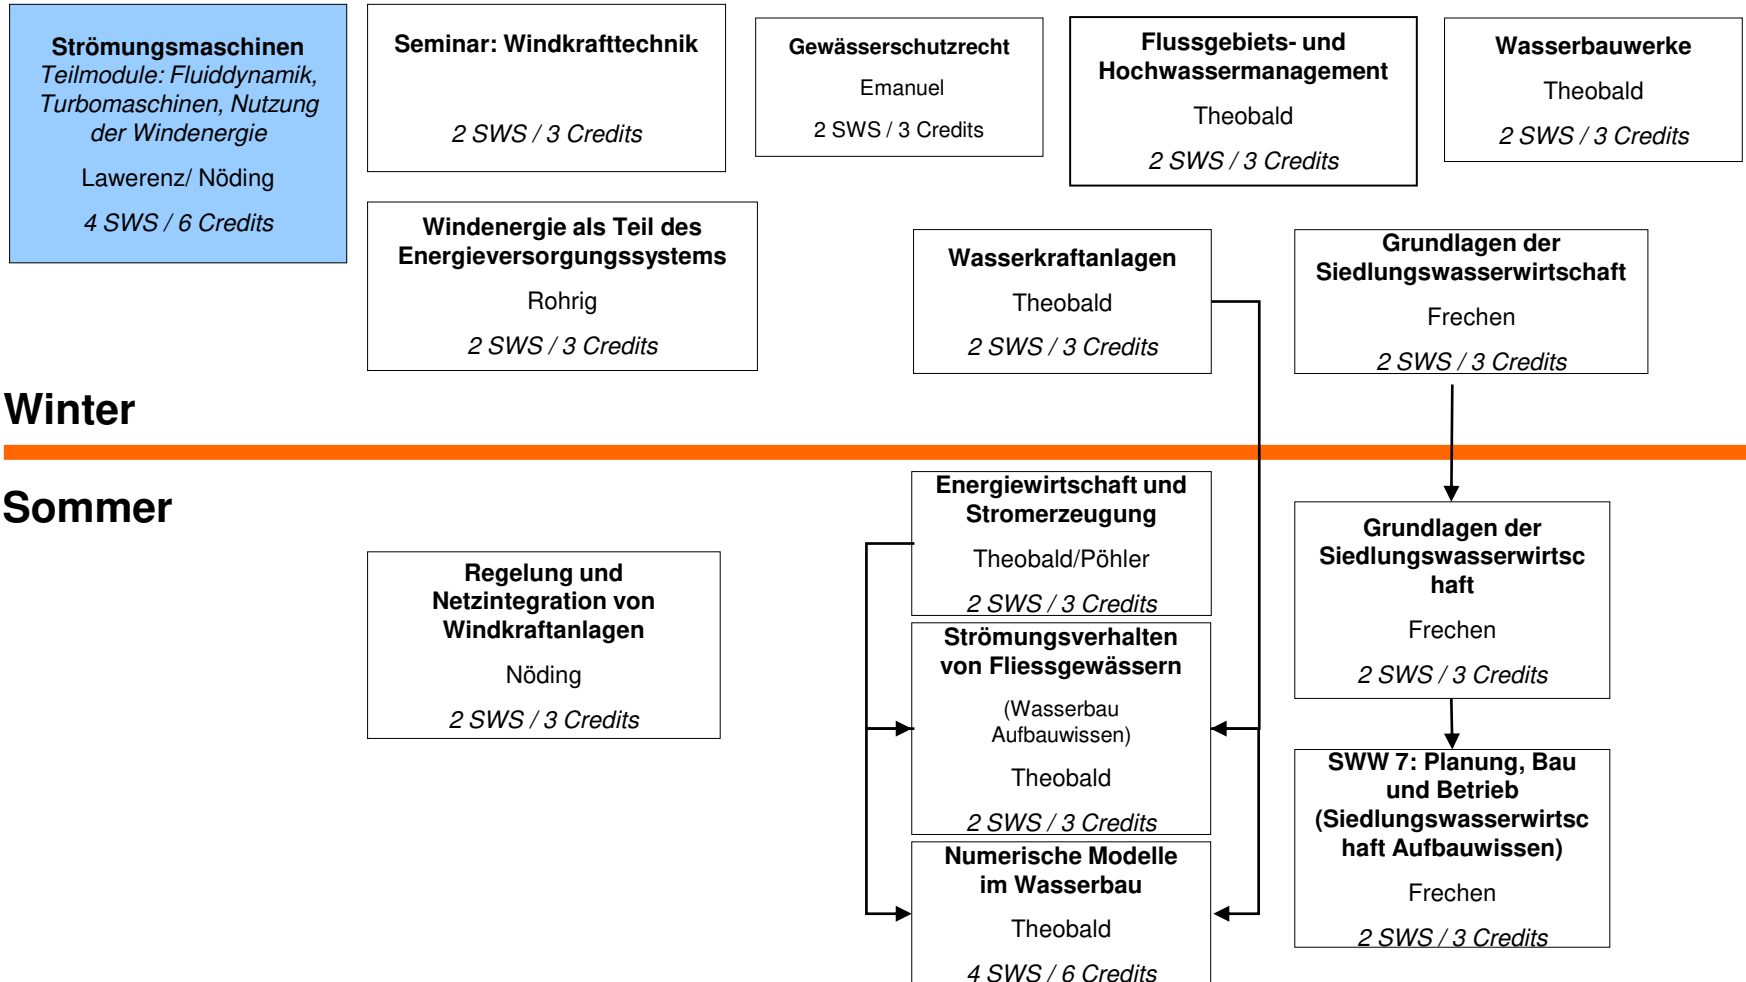 Strömungsmaschinen
Teilmodule: Fluiddynamik,
Turbomaschinen, Nutzung
der Windenergie
Lawerenz/ Nöding
4 SWS / 6 Credits
Seminar: Windkrafttechnik
2 SWS / 3 Credits
Gewässerschutzrecht
Emanuel
2 SWS / 3 Credits
Flussgebiets- und
Hochwassermanagement
Theobald
2 SWS / 3 Credits
Wasserbauwerke
Theobald
2 SWS / 3 Credits
Windenergie als Teil des
Energieversorgungssystems
Rohrig
2 SWS / 3 Credits
Wasserkraftanlagen
Theobald
2 SWS / 3 Credits
Grundlagen der
Siedlungswasserwirtschaft
Frechen
2 SWS / 3 Credits
Winter
Sommer
Regelung und
Netzintegration von
Windkraftanlagen
Nöding
2 SWS / 3 Credits
Energiewirtschaft und
Stromerzeugung
Theobald/Pöhler
2 SWS / 3 Credits
Strömungsverhalten
von Fliessgewässern
(Wasserbau
Aufbauwissen)
Theobald
2 SWS / 3 Credits
Numerische Modelle
im Wasserbau
Theobald
4 SWS / 6 Credits
Grundlagen der
Siedlungswasserwirtsc
haft
Frechen
2 SWS / 3 Credits
SWW 7: Planung, Bau
und Betrieb
(Siedlungswasserwirtsc
haft Aufbauwissen)
Frechen
2 SWS / 3 Credits